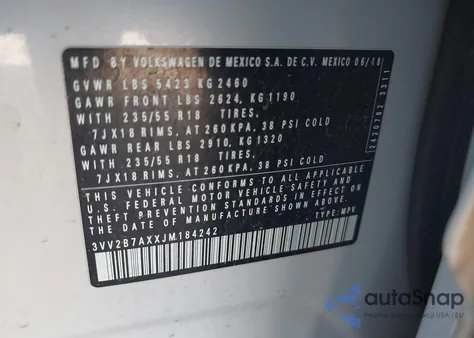 MFD BY VOLKSWAGEN DE MEXICO S.A. DE C.V. MEXICO 06/18
GVWR LBS 5423 KG 2460
GAWR FRONT LBS 2624, KG 1190
WITH 235/55 R18 TIRES,
7JX18 RIMS, AT 260 KPA, 38 PSI COLD
GAWR REAR LBS 2910, KG 1320
WITH 235/55 R18 TIRES,
7JX18 RIMS, AT 260 KPA, 38 PSI COLD
THIS VEHICLE CONFORMS TO ALL APPLICABLE
U.S. FEDERAL MOTOR VEHICLE SAFETY AND
THEFT PREVENTION STANDARDS IN EFFECT ON THE
DATE OF MANUFACTURE SHOWN ABOVE.
3VV2B7AXXJM184242 TYPE: MPV
2420782 3311
autoSnap